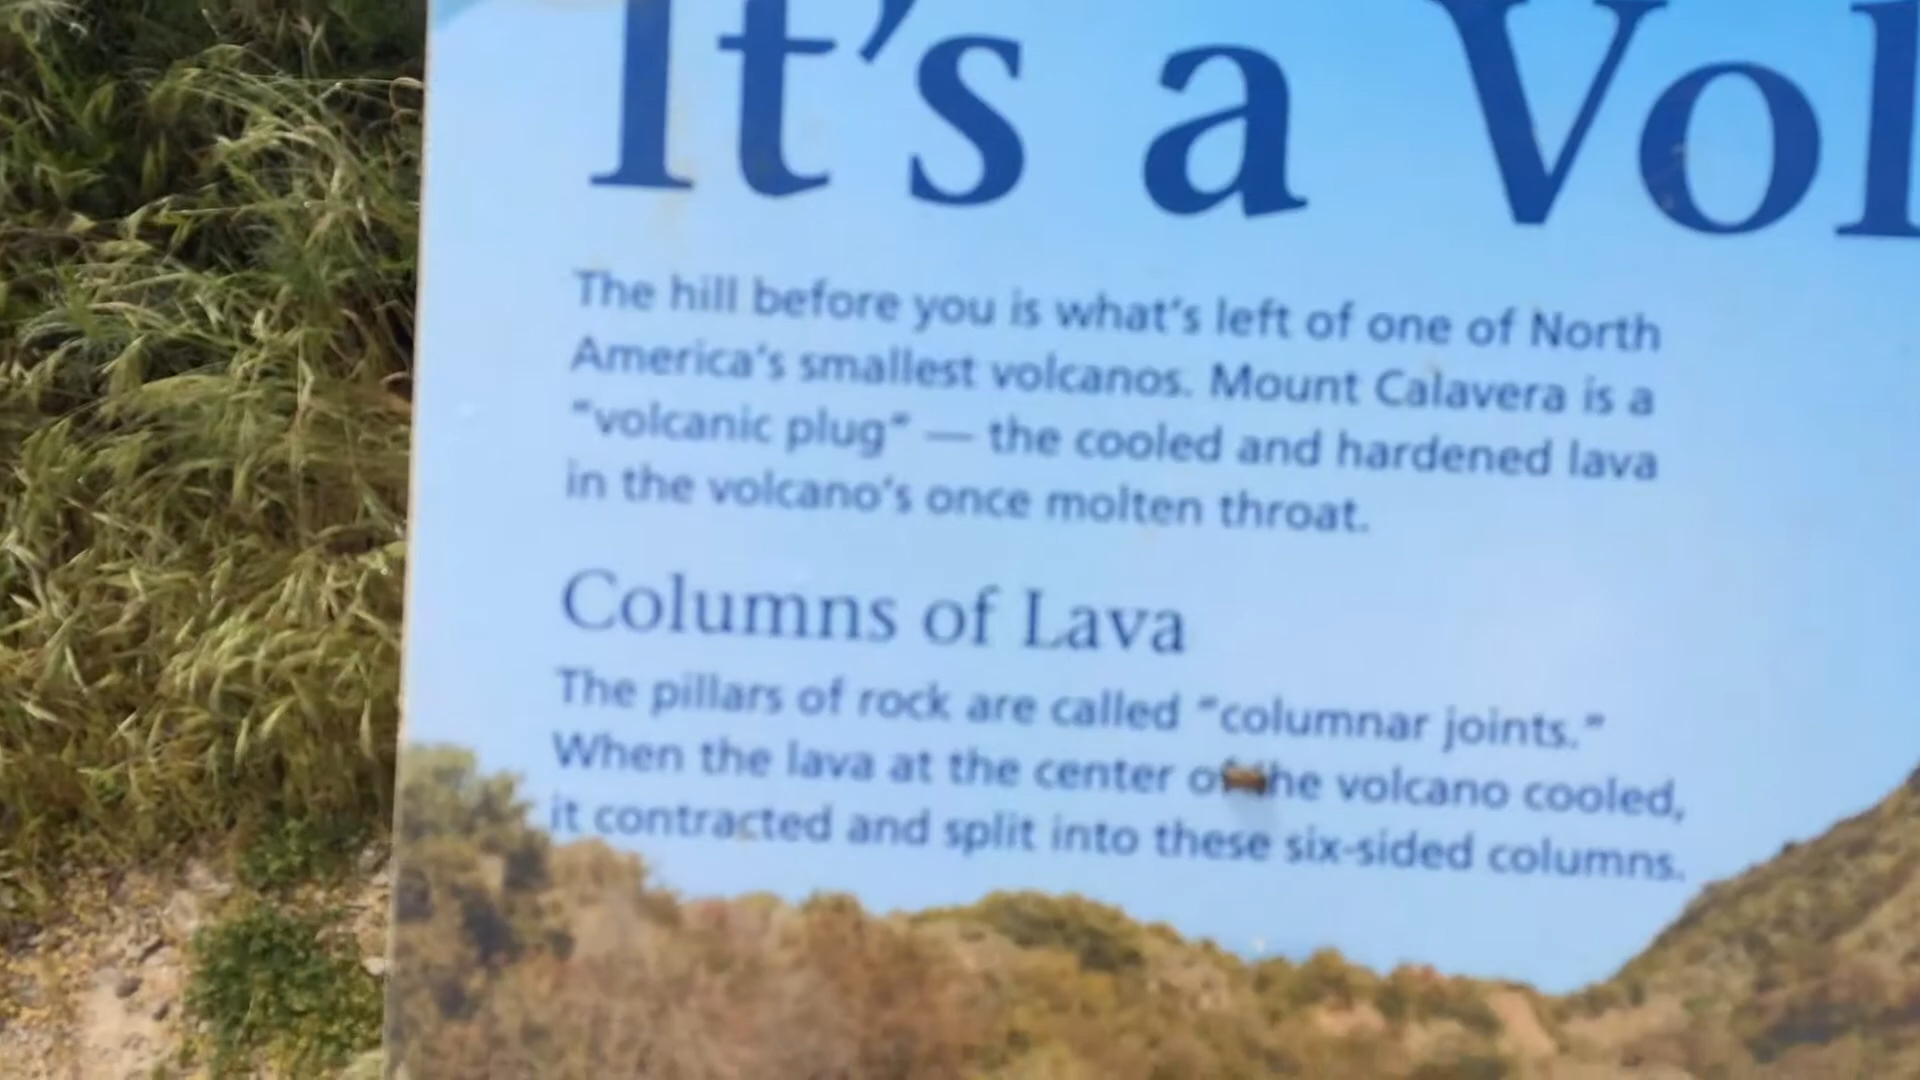 It's a Vol
The hill before you is what's left of one of North
America's smallest volcanos. Mount Calavera is a
"volcanic plug" — the cooled and hardened lava
in the volcano's once molten throat.
Columns of Lava
The pillars of rock are called "columnar joints."
When the lava at the center of the volcano cooled,
it contracted and split into these six-sided columns.